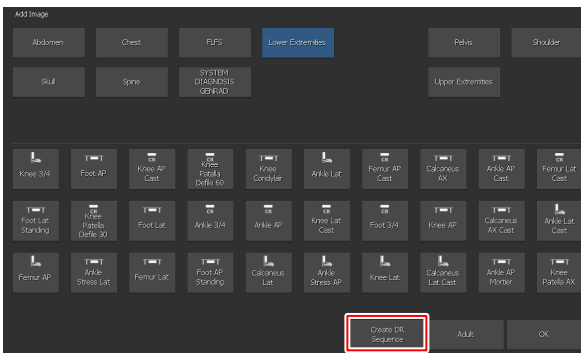 Add Image
Abdomen
Chest
FLFS
Lower Extremities
Pelvis
Shoulder
Skull
Spine
SYSTEM
DIAGNOSIS
GENRAD
Upper Extremities
Knee 3/4
Foot AP
CR
Knee AP
Cast
CR
Knee
Patella
Defile 60
Knee
Condylair
Ankle Lat
CR
Femur AP
Cast
Calcaneus
AX
Ankle AP
Cast
CR
Femur Lat
Cast
Foot Lat
Standing
CR
Knee
Patella
Defile 30
Foot Lat
CR
Ankle 3/4
CR
Ankle AP
CR
Knee Lat
Cast
CR
Foot 3/4
Knee AP
Calcaneus
AX Cast
Ankle Lat
Cast
Femur AP
Ankle
Stress Lat
Femur Lat
Foot AP
Standing
Calcaneus
Lat
Ankle
Stress AP
Knee Lat
Calcaneus
Lat Cast
Ankle AP
Morter
Knee
Patella AX
Create DR
Sequence
Adult
OK